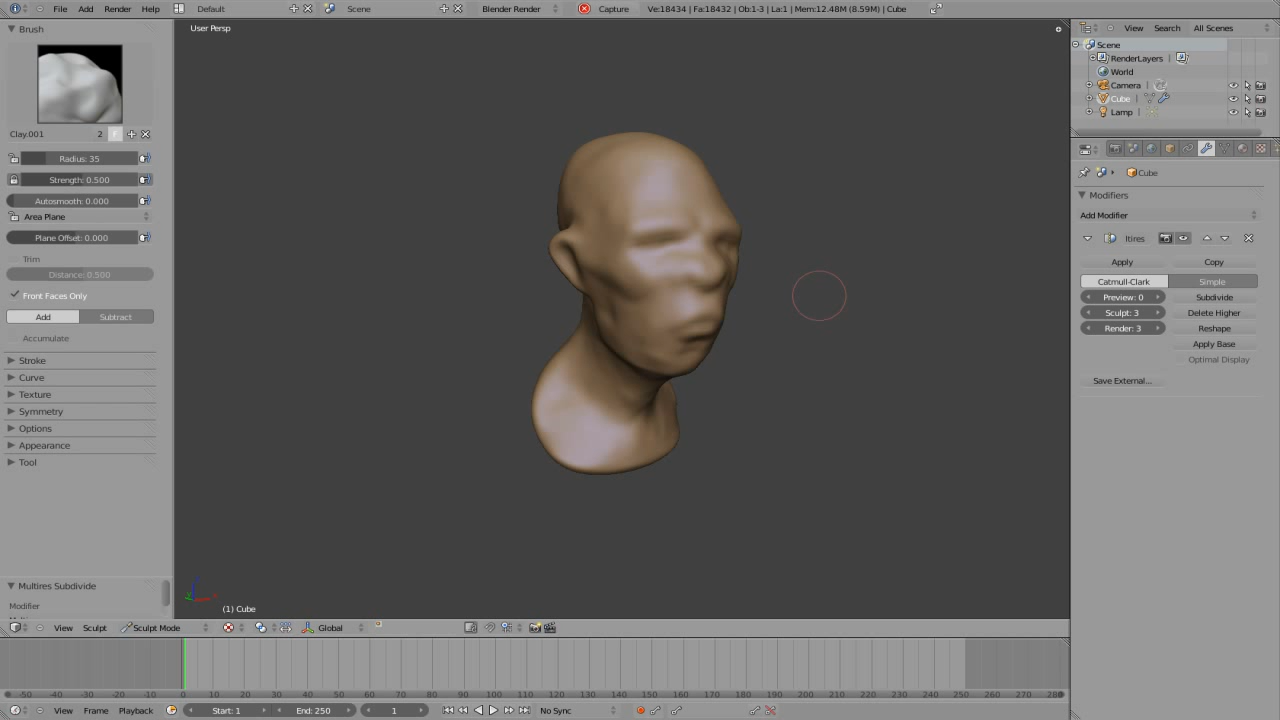 File Add Render Help Default Scene Blender Render Capture Ve:18434 | Fa:18432 | Ob:1-3 | La:1 | Mem:12.48M (8.59M) | Cube
Brush
Clay.001 2 F
Radius: 35
Strength: 0.500
Autosmooth: 0.000
Area Plane
Plane Offset: 0.000
Trim
Distance: 0.500
Front Faces Only
Add Subtract
Accumulate
Stroke
Curve
Texture
Symmetry
Options
Appearance
Tool
Multires Subdivide
Modifier
User Persp
(1) Cube
View Sculpt Sculpt Mode Global
View Search All Scenes
Scene
RenderLayers |
World
Camera |
Cube |
Lamp |
Cube
Modifiers
Add Modifier
ltires
Apply Copy
Catmull-Clark Simple
Preview: 0 Subdivide
Sculpt: 3 Delete Higher
Render: 3 Reshape
Apply Base
Optimal Display
Save External...
-50 -40 -30 -20 -10 0 10 20 30 40 50 60 70 80 90 100 110 120 130 140 150 160 170 180 190 200 210 220 230 240 250 260 270 280
View Frame Playback Start: 1 End: 250 1 No Sync